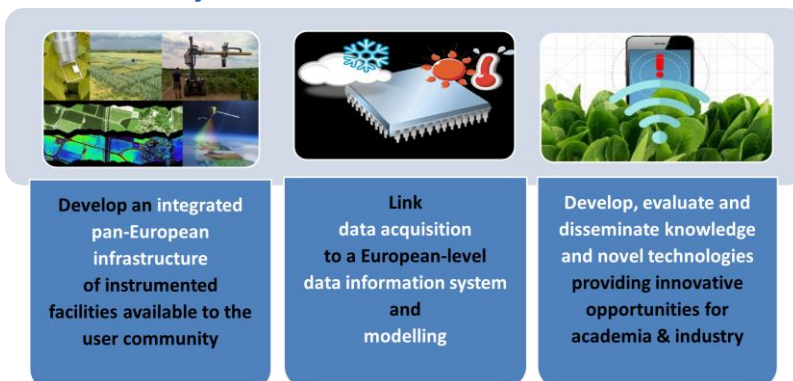 Develop an integrated
pan-European
infrastructure
of instrumented
facilities available to the
user community
Link
data acquisition
to a European-level
data information system
and
modelling
Develop, evaluate and
disseminate knowledge
and novel technologies
providing innovative
opportunities for
academia & industry